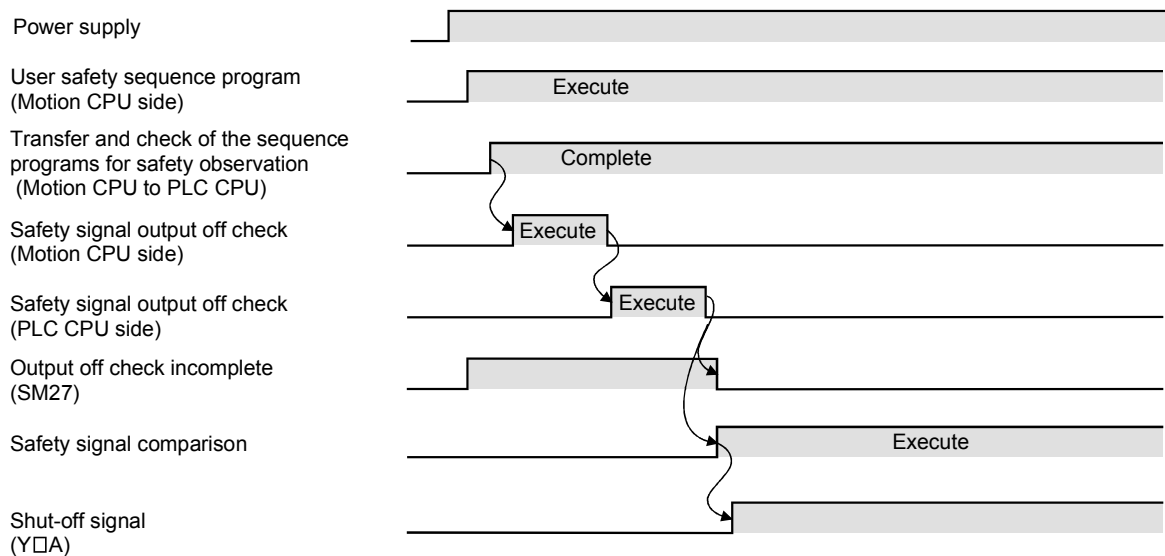 Power supply
User safety sequence program
(Motion CPU side)
Execute
Transfer and check of the sequence
programs for safety observation
(Motion CPU to PLC CPU)
Complete
Safety signal output off check
(Motion CPU side)
Execute
Safety signal output off check
(PLC CPU side)
Execute
Output off check incomplete
(SM27)
Safety signal comparison
Execute
Shut-off signal
(Y□A)